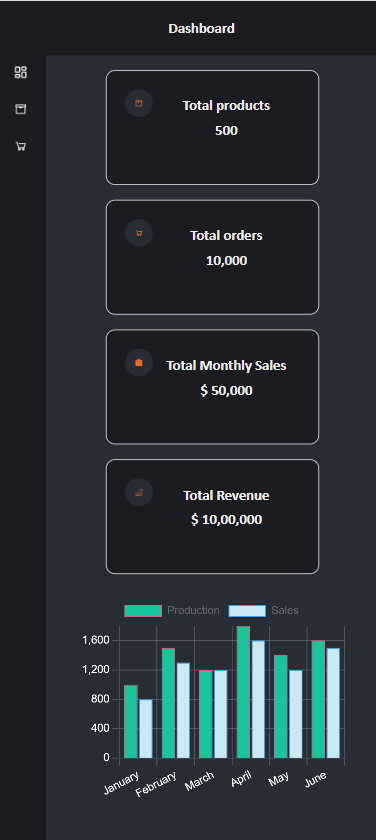 Dashboard
Total products
500
Total orders
10,000
Total Monthly Sales
$ 50,000
Total Revenue
$ 10,00,000
Production Sales
1,600
1,200
800
400
0
January February March April May June